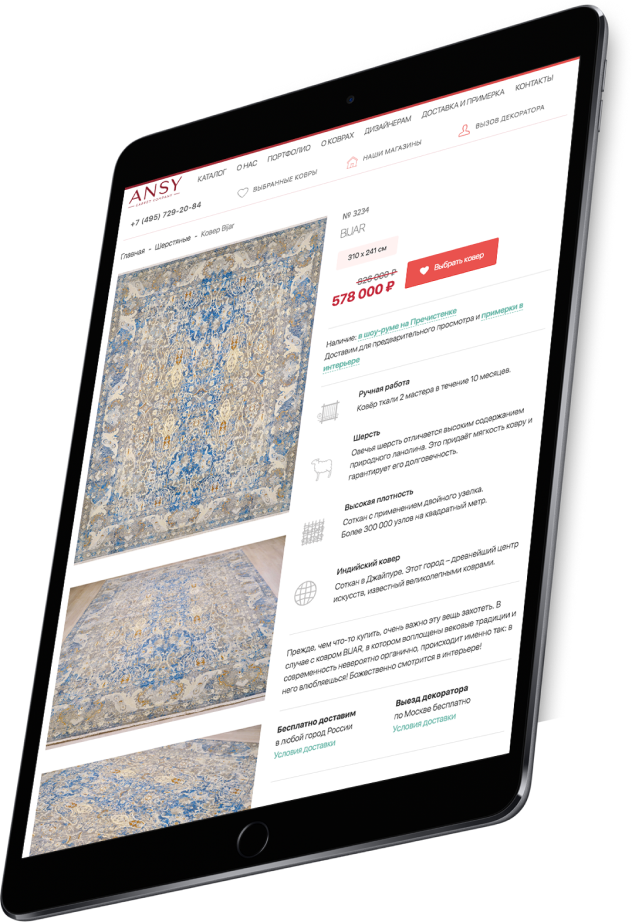 ANSY
CARPET COMPANY
КАТАЛОГ О НАС ПОРТФОЛИО О КОВРАХ ДИЗАЙНЕРАМ ДОСТАВКА И ПРИМЕРКА КОНТАКТЫ
+7 (495) 729-20-84 ВЫБРАННЫЕ КОВРЫ НАШИ МАГАЗИНЫ ВЫЗОВ ДЕКОРАТОРА
Главная - Шерстяные - Ковер Bijar
№ 3234
BIJAR
310 x 241 см
826 000 ₽
578 000 ₽
Выбрать ковер
Наличие: в шоу-руме на Пречистенке
Доставим для предварительного просмотра и примерки в
интерьере
Ручная работа
Ковёр ткали 2 мастера в течение 10 месяцев.
Шерсть
Овечья шерсть отличается высоким содержанием
природного ланолина. Это придаёт мягкость ковру и
гарантирует его долговечность.
Высокая плотность
Соткан с применением двойного узелка.
Более 300 000 узлов на квадратный метр.
Индийский ковер
Соткан в Джайпуре. Этот город – древнейший центр
искусств, известный великолепными коврами.
Прежде, чем что-то купить, очень важно эту вещь захотеть. В
случае с ковром BIJAR, в котором воплощены вековые традиции и
современность невероятно органично, происходит именно так: в
него влюбляешься! Божественно смотрится в интерьере!
Бесплатно доставим
в любой город России
Условия доставки
Выезд декоратора
по Москве бесплатно
Условия доставки